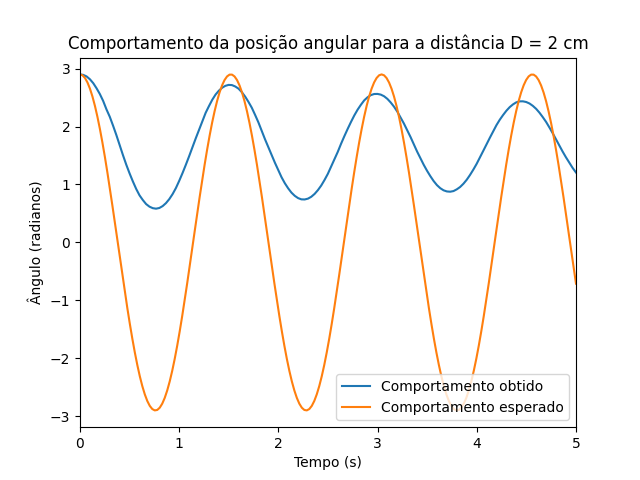 Comportamento da posição angular para a distância D = 2 cm
Ângulo (radianos)
3
2
1
0
−1
−2
−3
Comportamento obtido
Comportamento esperado
0
1
2
3
4
5
Tempo (s)